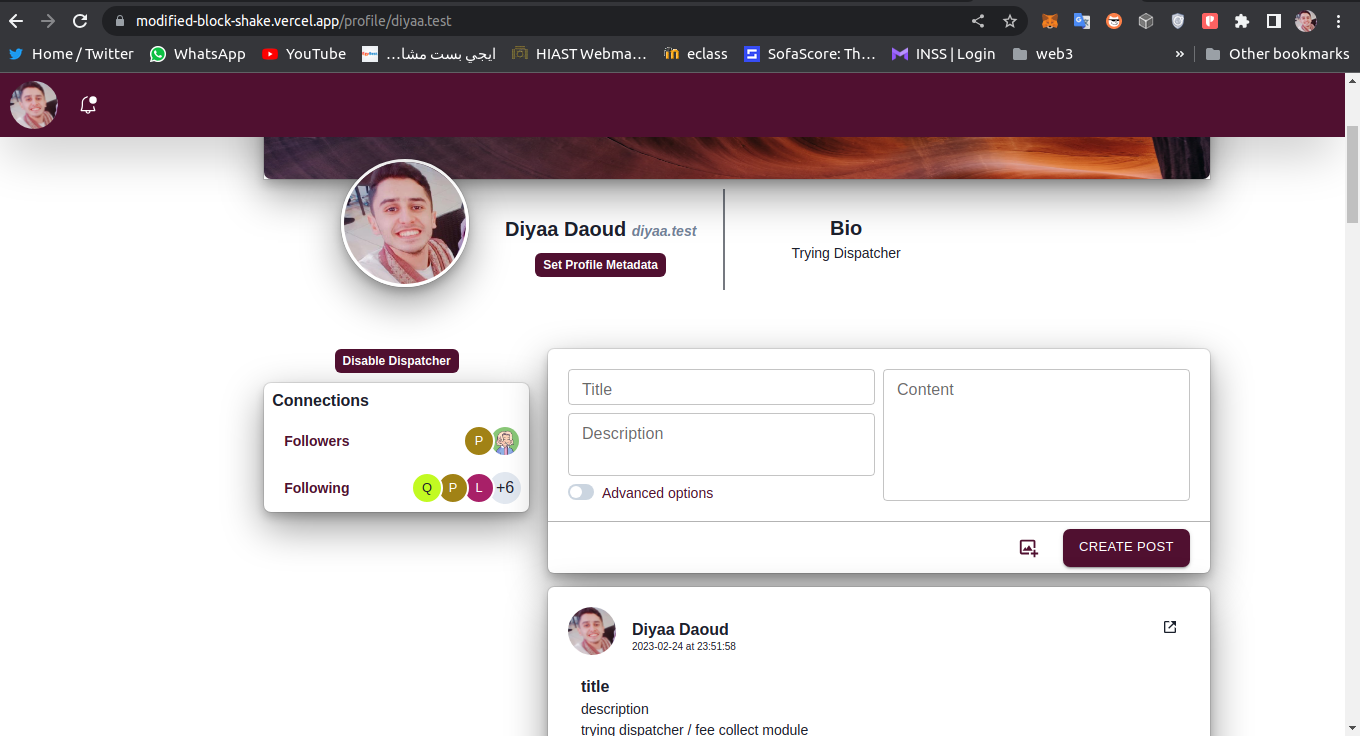 modified-block-shake.vercel.app/profile/diyaa.test
Home / Twitter WhatsApp YouTube ايجي بست مشا... HIAST Webma... eclass SofaScore: Th... INSS | Login web3 » Other bookmarks
Diyaa Daoud diyaa.test
Set Profile Metadata
Bio
Trying Dispatcher
Disable Dispatcher
Connections
Followers P
Following Q P L +6
Title
Description
Content
Advanced options
CREATE POST
Diyaa Daoud
2023-02-24 at 23:51:58
title
description
trying dispatcher / fee collect module